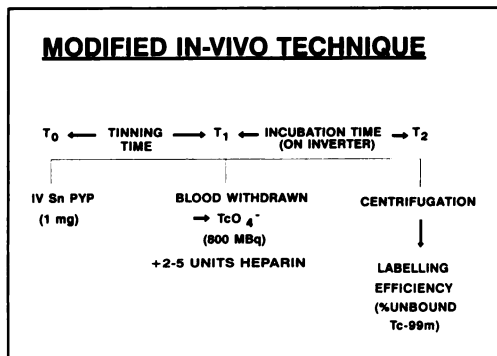 MODIFIED IN-VIVO TECHNIQUE
T0 ← TINNING TIME → T1 ← INCUBATION TIME (ON INVERTER) → T2
IV Sn PYP
(1 mg)
BLOOD WITHDRAWN
→ TcO4-
(800 MBq)
+2-5 UNITS HEPARIN
CENTRIFUGATION
LABELLING
EFFICIENCY
(%UNBOUND
Tc-99m)